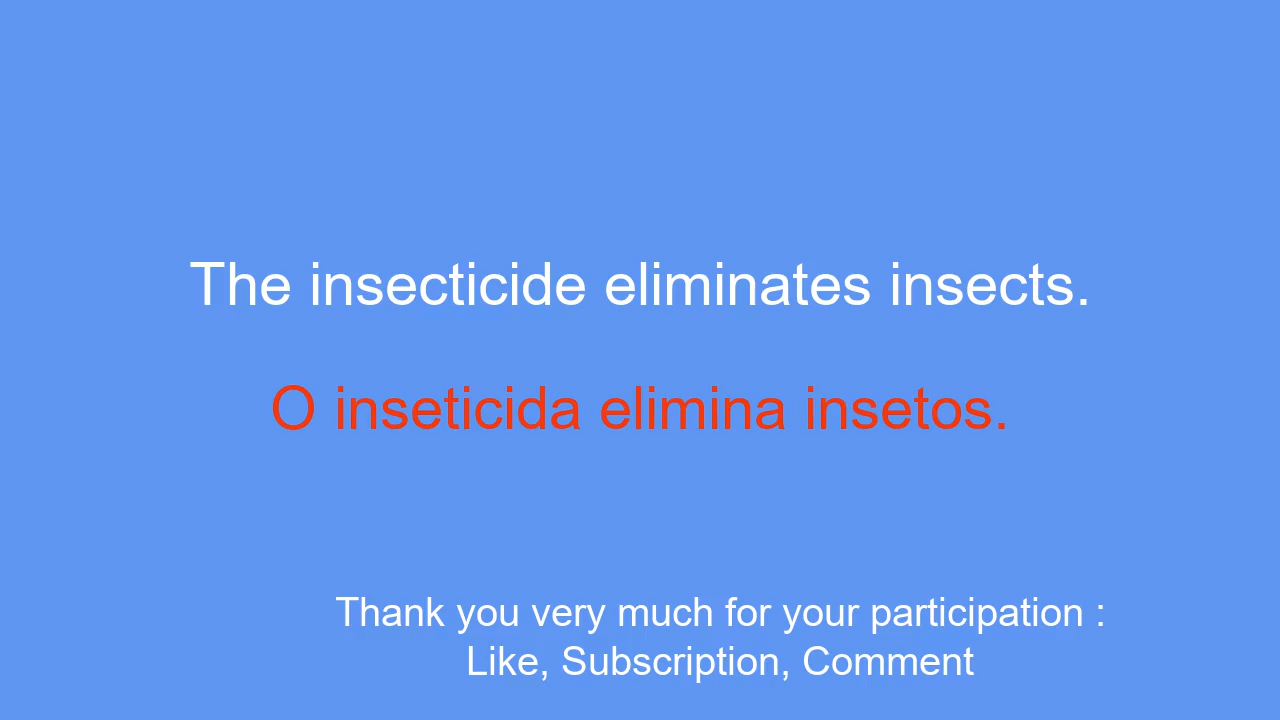 The insecticide eliminates insects.
O inseticida elimina insetos.
Thank you very much for your participation :
Like, Subscription, Comment